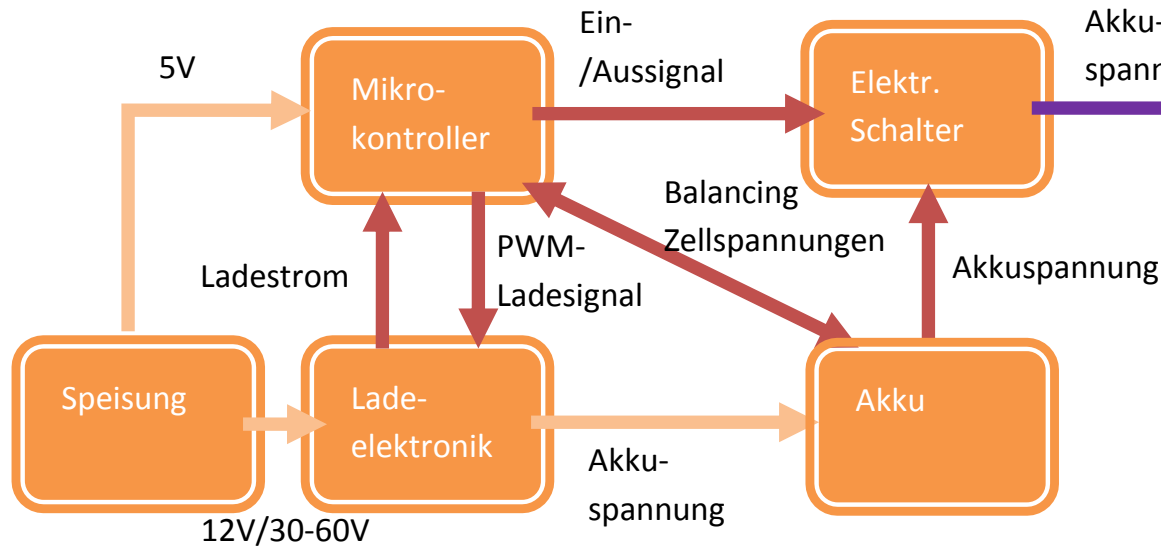 5V
Mikro-
kontroller
Ein-
/Aussignal
Elektr.
Schalter
Akku-
spann
Ladestrom
PWM-
Ladesignal
Balancing
Zellspannungen
Akkuspannung
Speisung
Lade-
elektronik
Akku
12V/30-60V
Akku-
spannung